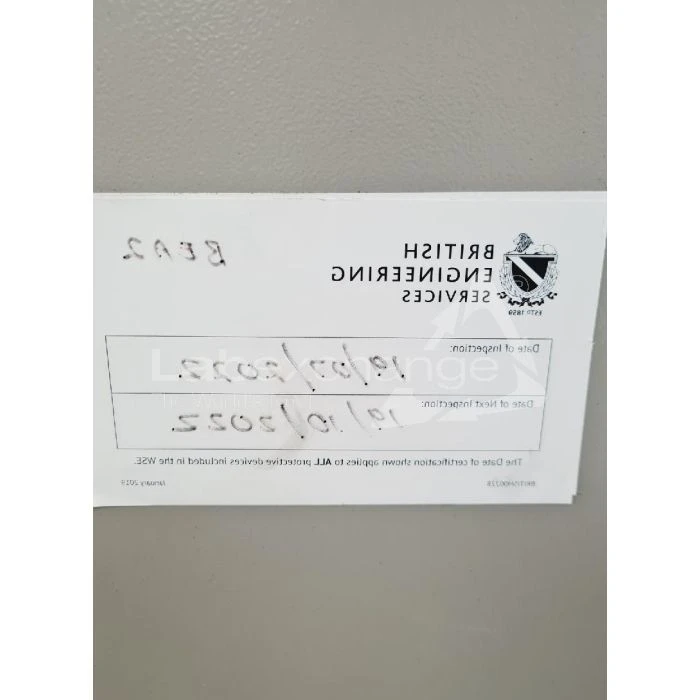 BRITISH
ENGINEERING
SERVICES
ESTD 1859
BEA2
Date of Inspection:
19/07/2022
Date of Next Inspection:
19/10/2022
The Date of certification shown applies to ALL protective devices included in the WSE.
January 2019
Labexchange